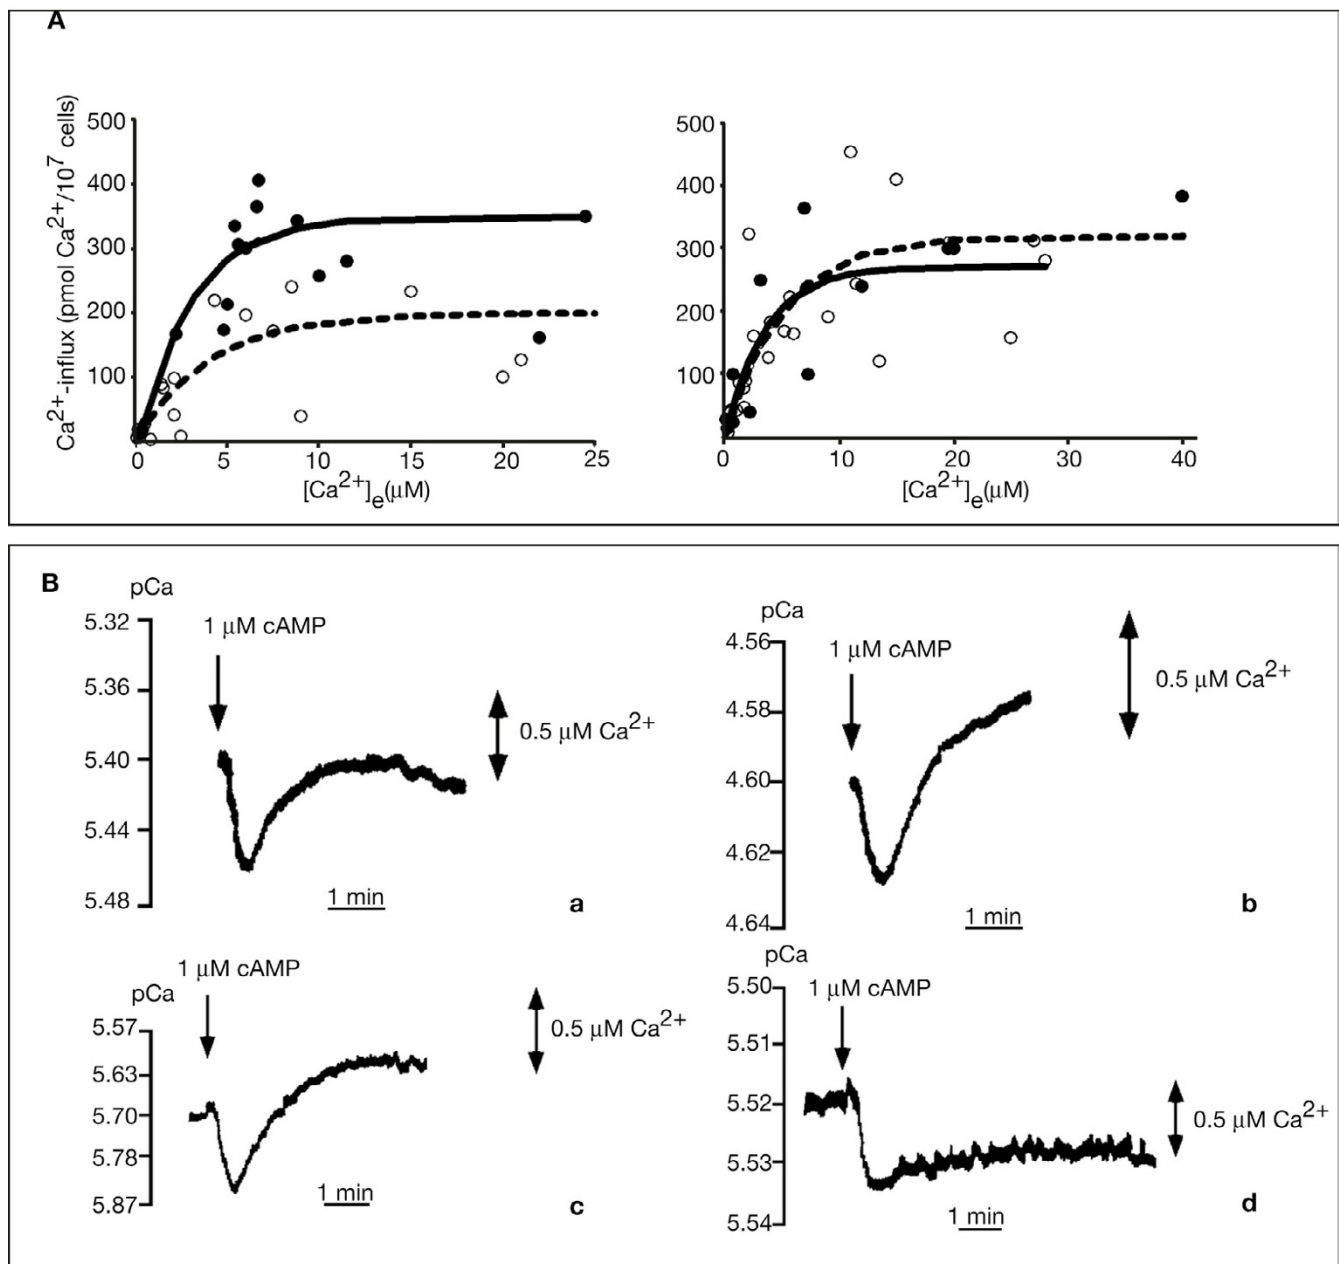 A
Ca2+-influx (pmol Ca2+/107 cells)
500
400
300
200
100
0
5
10
15
20
25
[Ca2+]e(µM)
500
400
300
200
100
0
10
20
30
40
[Ca2+]e(µM)
B
pCa
5.32
5.36
5.40
5.44
5.48
1 µM cAMP
0.5 µM Ca2+
1 min
a
pCa
4.56
4.58
4.60
4.62
4.64
1 µM cAMP
0.5 µM Ca2+
1 min
b
1 µM cAMP
pCa
5.57
5.63
5.70
5.78
5.87
0.5 µM Ca2+
1 min
c
pCa
5.50
5.51
5.52
5.53
5.54
1 µM cAMP
0.5 µM Ca2+
1 min
d